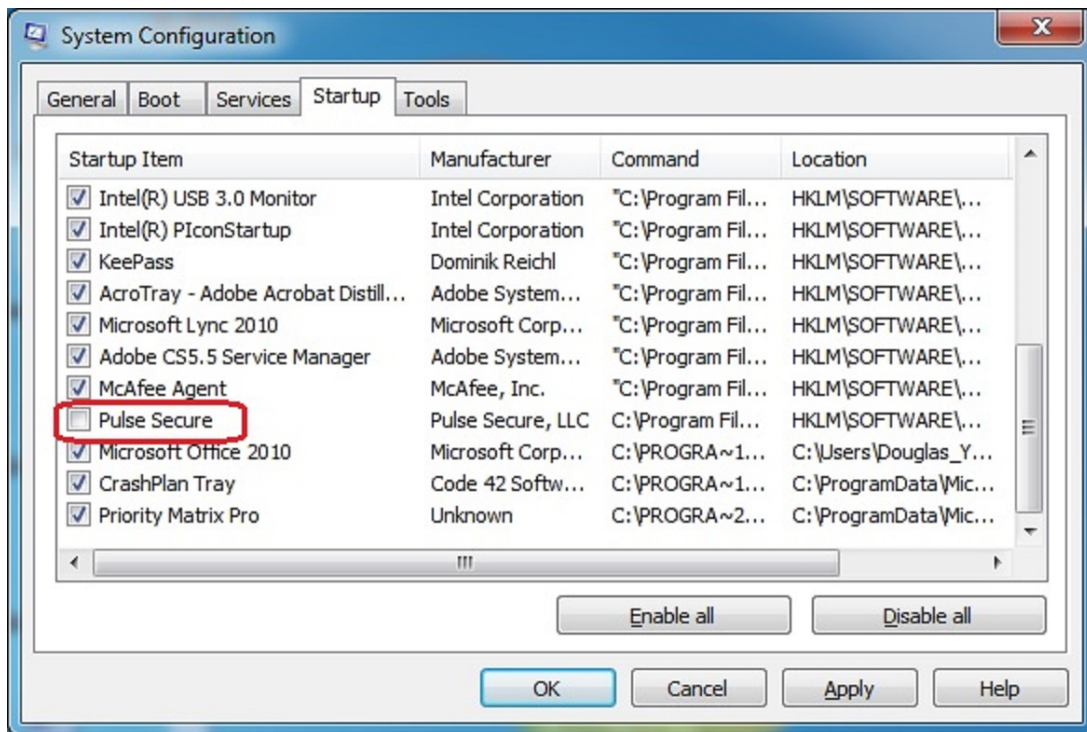 System Configuration
General Boot Services Startup Tools
Startup Item Manufacturer Command Location
Intel(R) USB 3.0 Monitor Intel Corporation "C:\Program Fil... HKLM\SOFTWARE\...
Intel(R) PIconStartup Intel Corporation "C:\Program Fil... HKLM\SOFTWARE\...
KeePass Dominik Reichl "C:\Program Fil... HKLM\SOFTWARE\...
AcroTray - Adobe Acrobat Distill... Adobe System... "C:\Program Fil... HKLM\SOFTWARE\...
Microsoft Lync 2010 Microsoft Corp... "C:\Program Fil... HKLM\SOFTWARE\...
Adobe CS5.5 Service Manager Adobe System... "C:\Program Fil... HKLM\SOFTWARE\...
McAfee Agent McAfee, Inc. "C:\Program Fil... HKLM\SOFTWARE\...
Pulse Secure Pulse Secure, LLC C:\Program Fil... HKLM\SOFTWARE\...
Microsoft Office 2010 Microsoft Corp... C:\PROGRA~1... C:\Users\Douglas_Y...
CrashPlan Tray Code 42 Softw... C:\PROGRA~1... C:\ProgramData\Mic...
Priority Matrix Pro Unknown C:\PROGRA~2... C:\ProgramData\Mic...
Enable all Disable all
OK Cancel Apply Help